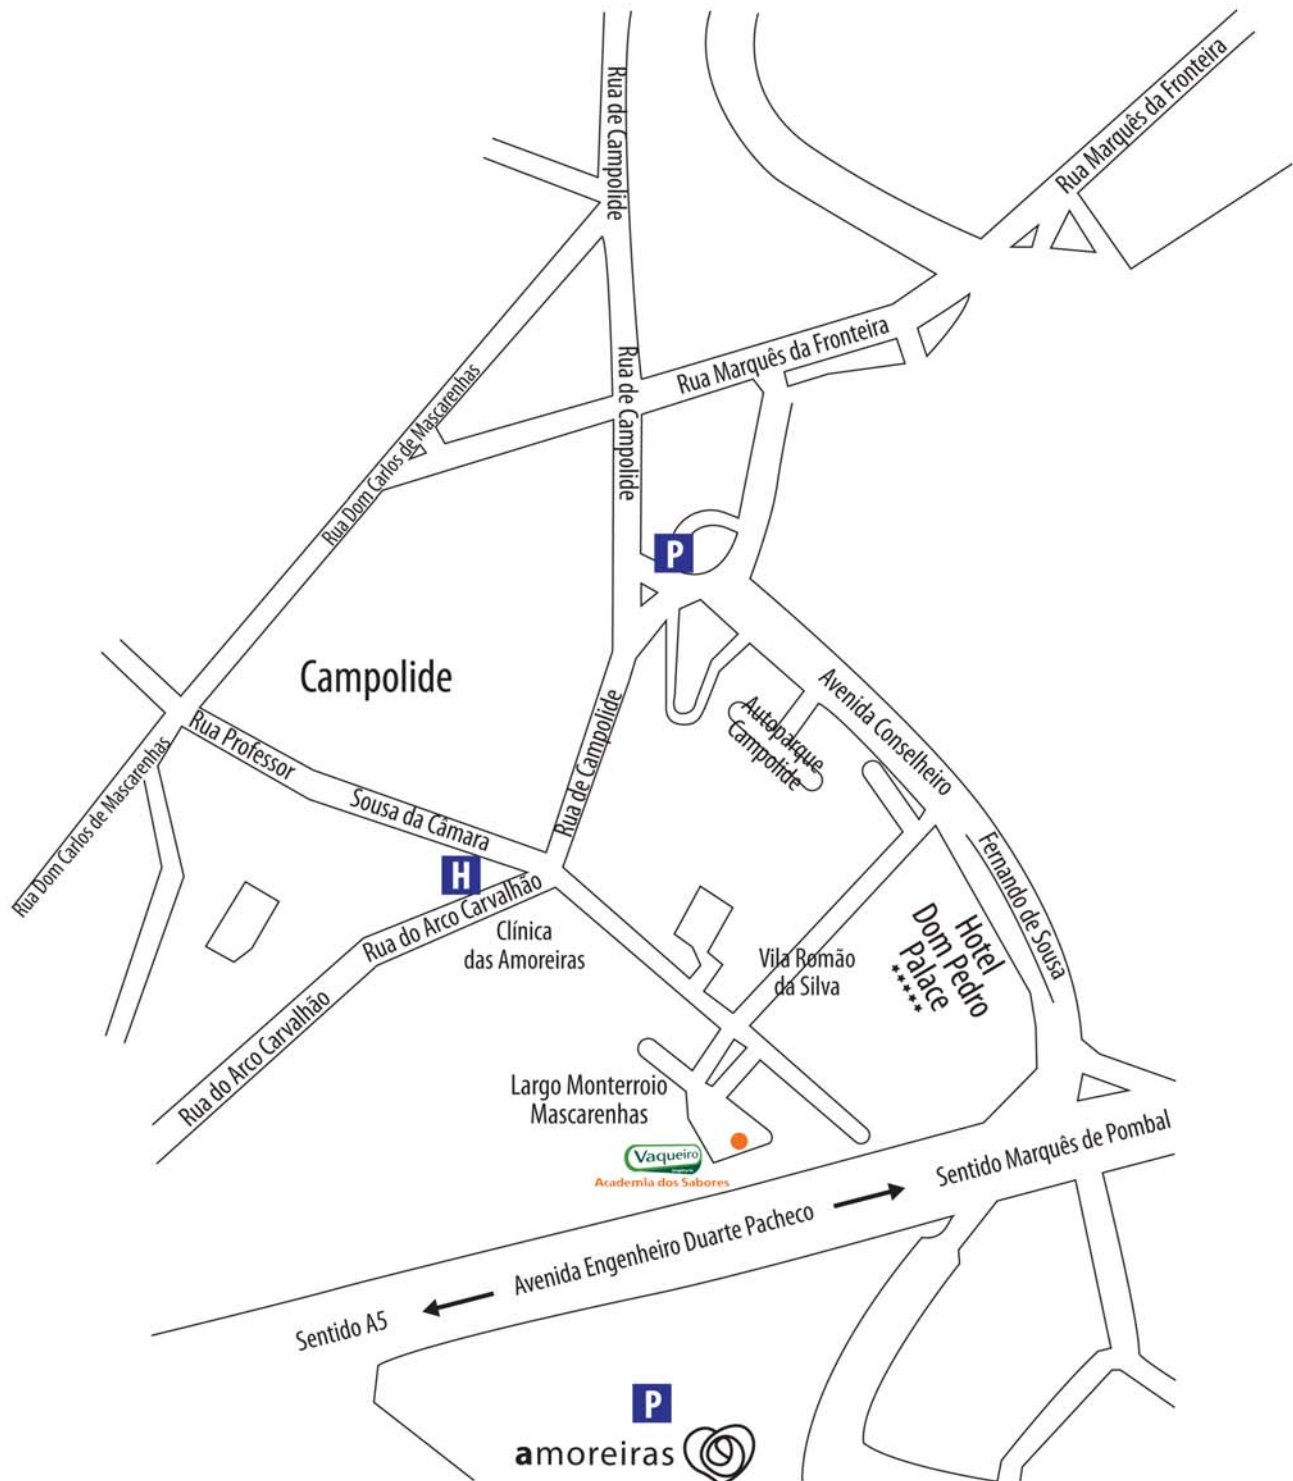 Rua de Campolide
Rua Marquês da Fronteira
Rua Marquês da Fronteira
Rua de Campolide
Rua Dom Carlos de Mascarenhas
P
Campolide
Avenida Conselheiro
Fernando de Sousa
Autoparque
Campolide
Rua de Campolide
Rua Professor
Sousa da Câmara
Rua Dom Carlos de Mascarenhas
H
Rua do Arco Carvalhão
Clínica
das Amoreiras
Vila Romão
da Silva
Hotel
Dom Pedro
Palace
★★★★★
Rua do Arco Carvalhão
Largo Monterroio
Mascarenhas
Vaqueiro
Academia dos Sabores
Sentido Marquês de Pombal
Avenida Engenheiro Duarte Pacheco
Sentido A5
P
amoreiras